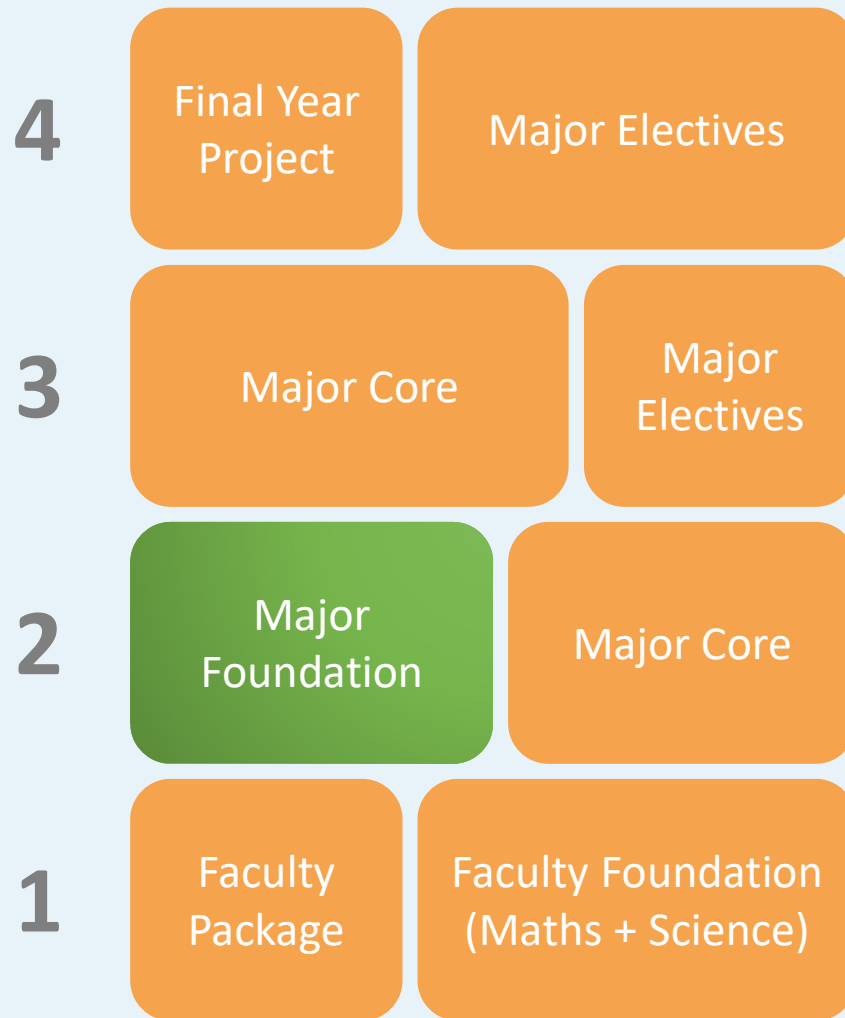 4
Final Year
Project
Major Electives
3
Major Core
Major
Electives
2
Major
Foundation
Major Core
1
Faculty
Package
Faculty Foundation
(Maths + Science)